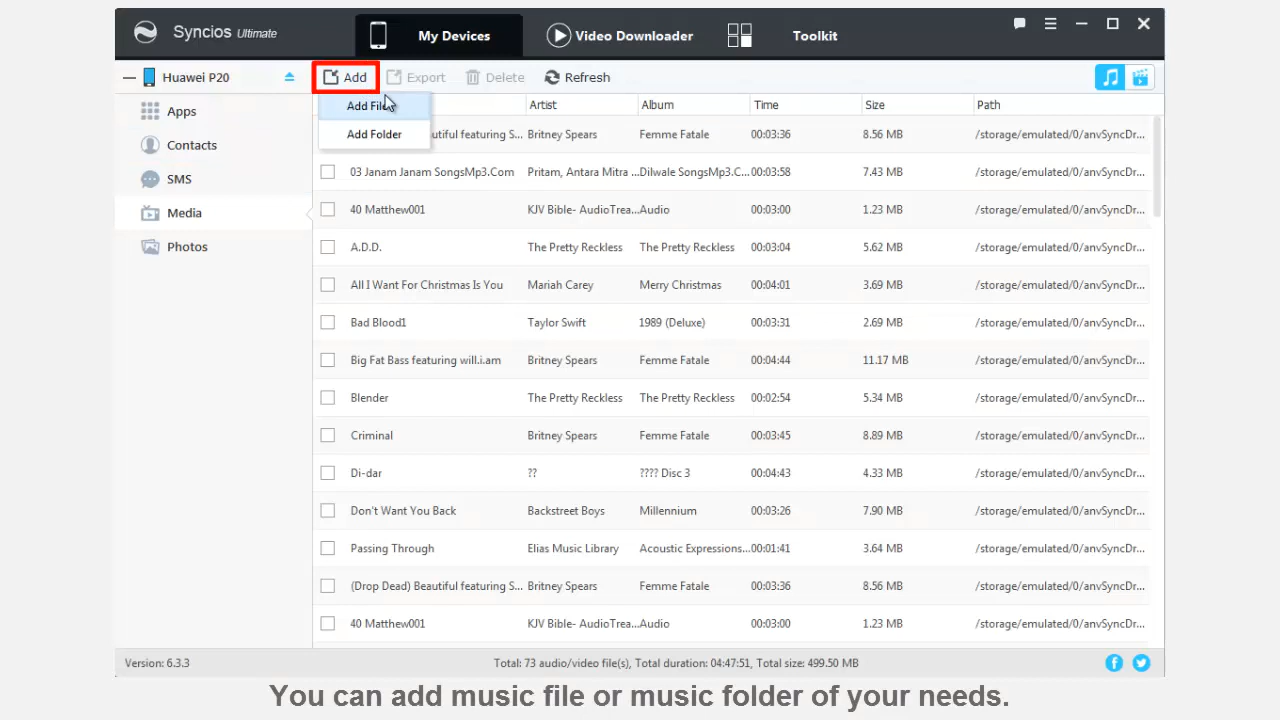 Syncios Ultimate
My Devices
Video Downloader
Toolkit
Huawei P20
Add
Export
Delete
Refresh
Add File
Add Folder
Apps
Contacts
SMS
Media
Photos
Artist Album Time Size Path
utiful featuring S... Britney Spears Femme Fatale 00:03:36 8.56 MB /storage/emulated/0/anvSyncDr...
03 Janam Janam SongsMp3.Com Pritam, Antara Mitra ... Dilwale SongsMp3.C... 00:03:58 7.43 MB /storage/emulated/0/anvSyncDr...
40 Matthew001 KJV Bible- AudioTrea... Audio 00:03:00 1.23 MB /storage/emulated/0/anvSyncDr...
A.D.D. The Pretty Reckless The Pretty Reckless 00:03:04 5.62 MB /storage/emulated/0/anvSyncDr...
All I Want For Christmas Is You Mariah Carey Merry Christmas 00:04:01 3.69 MB /storage/emulated/0/anvSyncDr...
Bad Blood1 Taylor Swift 1989 (Deluxe) 00:03:31 2.69 MB /storage/emulated/0/anvSyncDr...
Big Fat Bass featuring will.i.am Britney Spears Femme Fatale 00:04:44 11.17 MB /storage/emulated/0/anvSyncDr...
Blender The Pretty Reckless The Pretty Reckless 00:02:54 5.34 MB /storage/emulated/0/anvSyncDr...
Criminal Britney Spears Femme Fatale 00:03:45 8.89 MB /storage/emulated/0/anvSyncDr...
Di-dar ?? ???? Disc 3 00:04:43 4.33 MB /storage/emulated/0/anvSyncDr...
Don't Want You Back Backstreet Boys Millennium 00:03:26 7.90 MB /storage/emulated/0/anvSyncDr...
Passing Through Elias Music Library Acoustic Expressions... 00:01:41 3.64 MB /storage/emulated/0/anvSyncDr...
(Drop Dead) Beautiful featuring S... Britney Spears Femme Fatale 00:03:36 8.56 MB /storage/emulated/0/anvSyncDr...
40 Matthew001 KJV Bible- AudioTrea... Audio 00:03:00 1.23 MB /storage/emulated/0/anvSyncDr...
Version: 6.3.3
Total: 73 audio/video file(s), Total duration: 04:47:51, Total size: 499.50 MB
You can add music file or music folder of your needs.